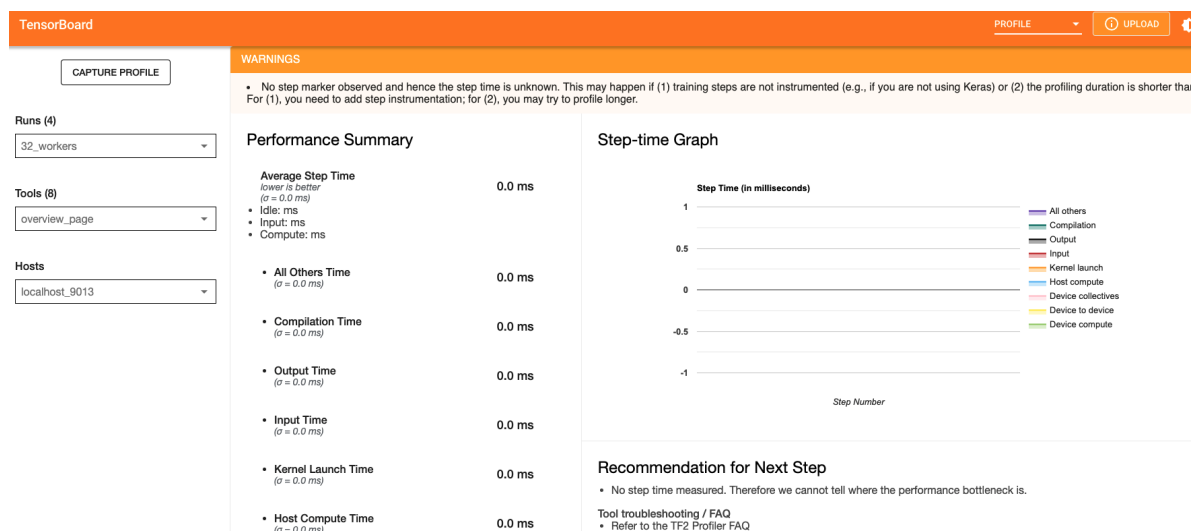 TensorBoard
PROFILE
UPLOAD
CAPTURE PROFILE
Runs (4)
32_workers
Tools (8)
overview_page
Hosts
localhost_9013
WARNINGS
• No step marker observed and hence the step time is unknown. This may happen if (1) training steps are not instrumented (e.g., if you are not using Keras) or (2) the profiling duration is shorter than
For (1), you need to add step instrumentation; for (2), you may try to profile longer.
Performance Summary
Average Step Time
lower is better
(σ = 0.0 ms)
0.0 ms
• Idle: ms
• Input: ms
• Compute: ms
• All Others Time
(σ = 0.0 ms)
0.0 ms
• Compilation Time
(σ = 0.0 ms)
0.0 ms
• Output Time
(σ = 0.0 ms)
0.0 ms
• Input Time
(σ = 0.0 ms)
0.0 ms
• Kernel Launch Time
(σ = 0.0 ms)
0.0 ms
• Host Compute Time
(σ = 0.0 ms)
0.0 ms
Step-time Graph
Step Time (in milliseconds)
1
0.5
0
-0.5
-1
Step Number
All others
Compilation
Output
Input
Kernel launch
Host compute
Device collectives
Device to device
Device compute
Recommendation for Next Step
• No step time measured. Therefore we cannot tell where the performance bottleneck is.
Tool troubleshooting / FAQ
• Refer to the TF2 Profiler FAQ